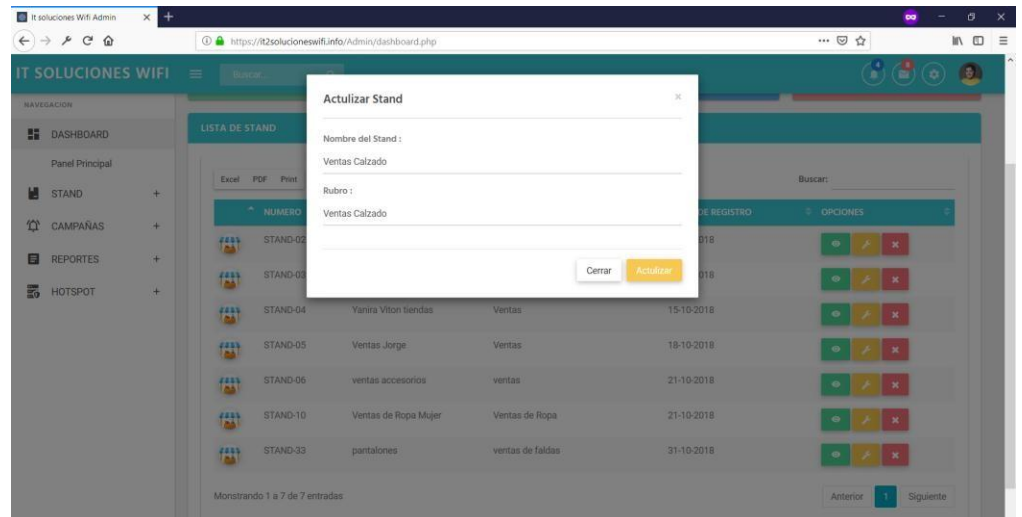 It soluciones Wifi Admin
https://it2solucioneswifi.info/Admin/dashboard.php
IT SOLUCIONES WIFI
Buscar...
NAVEGACION
DASHBOARD
Panel Principal
STAND
CAMPAÑAS
REPORTES
HOTSPOT
LISTA DE STAND
Actulizar Stand
Nombre del Stand :
Ventas Calzado
Rubro :
Ventas Calzado
Cerrar
Actulizar
Excel PDF Print
Buscar:
NUMERO DE REGISTRO OPCIONES
STAND-02 018
STAND-03 018
STAND-04 Yanira Viton tiendas Ventas 15-10-2018
STAND-05 Ventas Jorge Ventas 18-10-2018
STAND-06 ventas accesorios ventas 21-10-2018
STAND-10 Ventas de Ropa Mujer Ventas de Ropa 21-10-2018
STAND-33 pantalones ventas de faldas 31-10-2018
Monstrando 1 a 7 de 7 entradas
Anterior 1 Siguiente